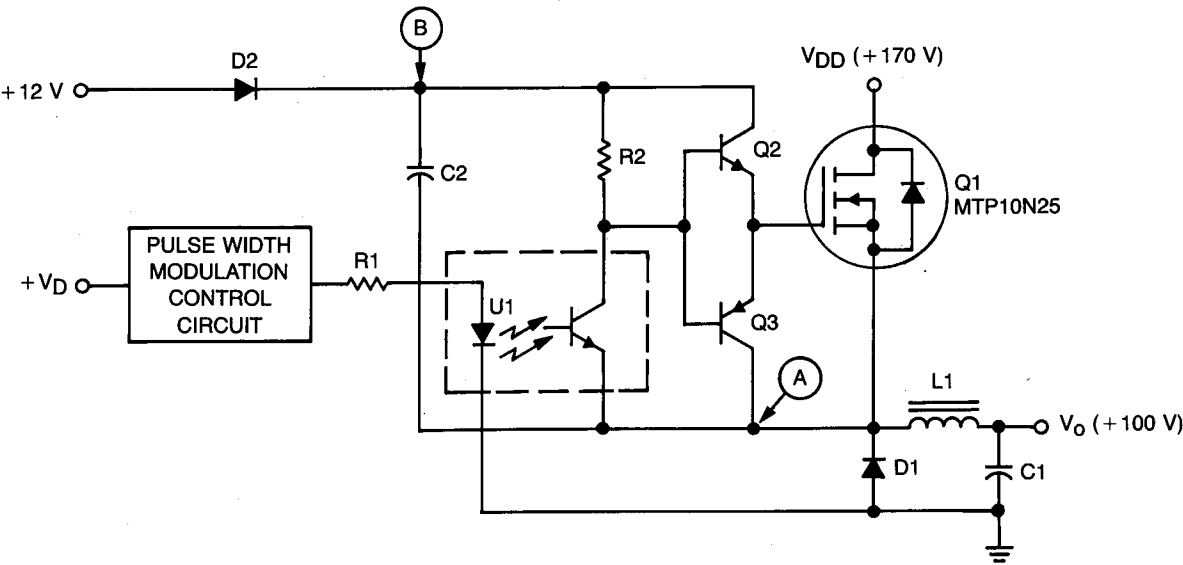 B
D2
+12 V
VDD (+170 V)
R2
Q2
C2
Q1
MTP10N25
PULSE WIDTH
MODULATION
CONTROL
CIRCUIT
+VD
R1
U1
Q3
A
L1
Vo (+100 V)
D1
C1